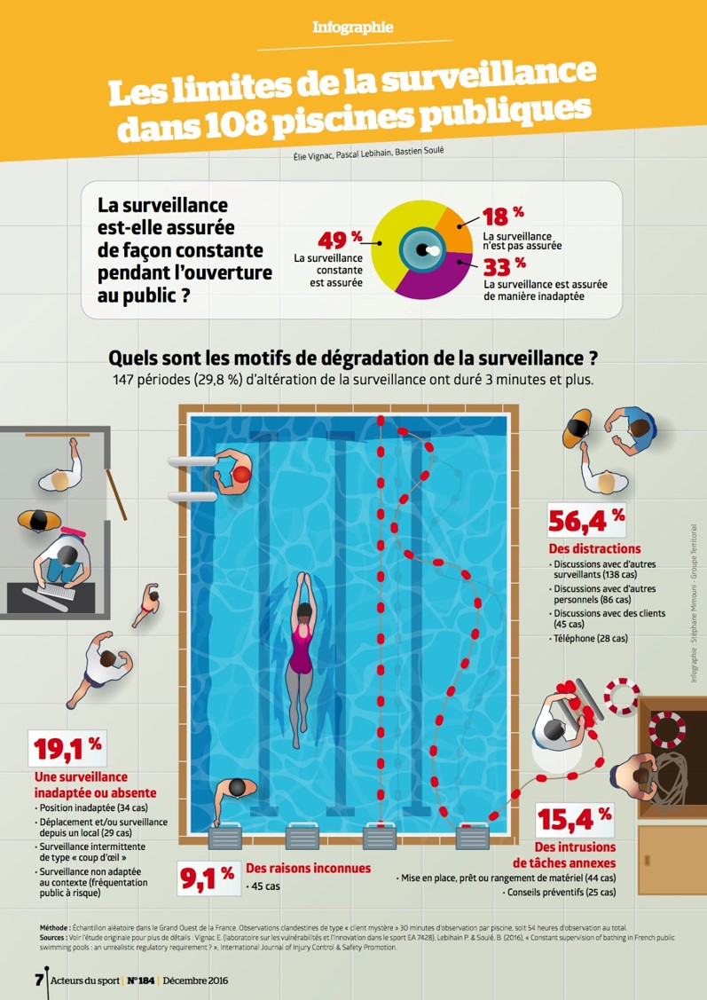 Infographie
Les limites de la surveillance
dans 108 piscines publiques
Élie Vignac, Pascal Lebihain, Bastien Soulé
La surveillance
est-elle assurée
de façon constante
pendant l'ouverture
au public ?
49 %
La surveillance
constante
est assurée
18 %
La surveillance
n'est pas assurée
33 %
La surveillance est assurée
de manière inadaptée
Quels sont les motifs de dégradation de la surveillance ?
147 périodes (29,8 %) d'altération de la surveillance ont duré 3 minutes et plus.
56,4 %
Des distractions
· Discussions avec d'autres
surveillants (138 cas)
· Discussions avec d'autres
personnels (86 cas)
· Discussions avec des clients
(45 cas)
· Téléphone (28 cas)
Infographie : Stéphane Mimouni - Groupe Territorial
19,1 %
Une surveillance
inadaptée ou absente
· Position inadaptée (34 cas)
· Déplacement et/ou surveillance
depuis un local (29 cas)
· Surveillance intermittente
de type « coup d'œil »
· Surveillance non adaptée
au contexte (fréquentation
public à risque)
9,1 %
Des raisons inconnues
· 45 cas
15,4 %
Des intrusions
de tâches annexes
· Mise en place, prêt ou rangement de matériel (44 cas)
· Conseils préventifs (25 cas)
Méthode : Échantillon aléatoire dans le Grand Ouest de la France. Observations clandestines de type « client mystère » 30 minutes d'observation par piscine, soit 54 heures d'observation au total.
Sources : Voir l'étude originale pour plus de détails : Vignac E. (laboratoire sur les vulnérabilités et l'innovation dans le sport EA 7428), Lebihain P. & Soulé, B. (2016), « Constant supervision of bathing in French public
swimming pools : an unrealistic regulatory requirement ? », International Journal of Injury Control & Safety Promotion.
7 Acteurs du sport | N° 184 | Décembre 2016